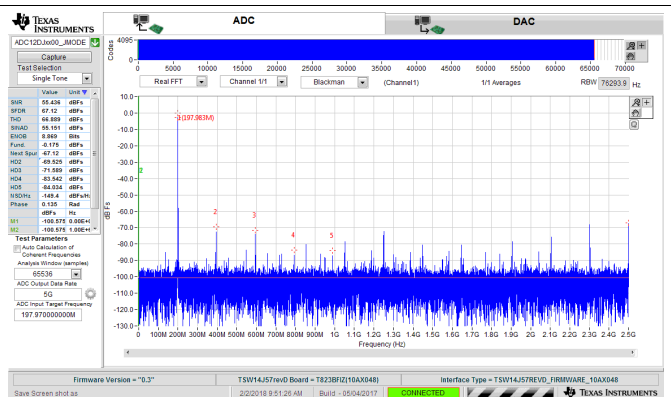 TEXAS INSTRUMENTS
ADC
DAC
ADC12DJxx00_JMODE
Capture
Test Selection
Single Tone
Value Unit
SNR 55.436 dBFs
SFDR 67.12 dBFs
THD 66.889 dBFs
SINAD 55.151 dBFs
ENOB 8.869 Bits
Fund. -0.175 dBFs
Next Spur -67.12 dBFs
HD2 -69.525 dBFs
HD3 -71.589 dBFs
HD4 -83.542 dBFs
HD5 -84.034 dBFs
NSD/Hz -149.4 dBFs/H
Phase 0.135 Rad
dBFs Hz
M1 -100.575 0.00E+
M2 -100.575 1.00E+
Test Parameters
Auto Calculation of
Coherent Frequencies
Analysis Window (samples)
65536
ADC Output Data Rate
5G
ADC Input Target Frequency
197.970000000M
Codes
4095
0
0 5000 10000 15000 20000 25000 30000 35000 40000 45000 50000 55000 60000 65000 70000
Real FFT Channel 1/1 Blackman (Channel1) 1/1 Averages RBW 76293.9 Hz
dBFs
10.0
0.0
-10.0
-20.0
-30.0
-40.0
-50.0
-60.0
-70.0
-80.0
-90.0
-100.0
-110.0
-120.0
-130.0
1(197.983M)
2
2
3
4
5
0 100M 200M 300M 400M 500M 600M 700M 800M 900M 1G 1.1G 1.2G 1.3G 1.4G 1.5G 1.6G 1.7G 1.8G 1.9G 2G 2.1G 2.2G 2.3G 2.4G 2.5G
Frequency (Hz)
Firmware Version = "0.3" TSW14J57revD Board = T823BFIZ(10AX048) Interface Type = TSW14J57REVD_FIRMWARE_10AX048
Save Screen shot as 2/2/2018 9:51:26 AM Build - 05/04/2017 CONNECTED TEXAS INSTRUMENTS